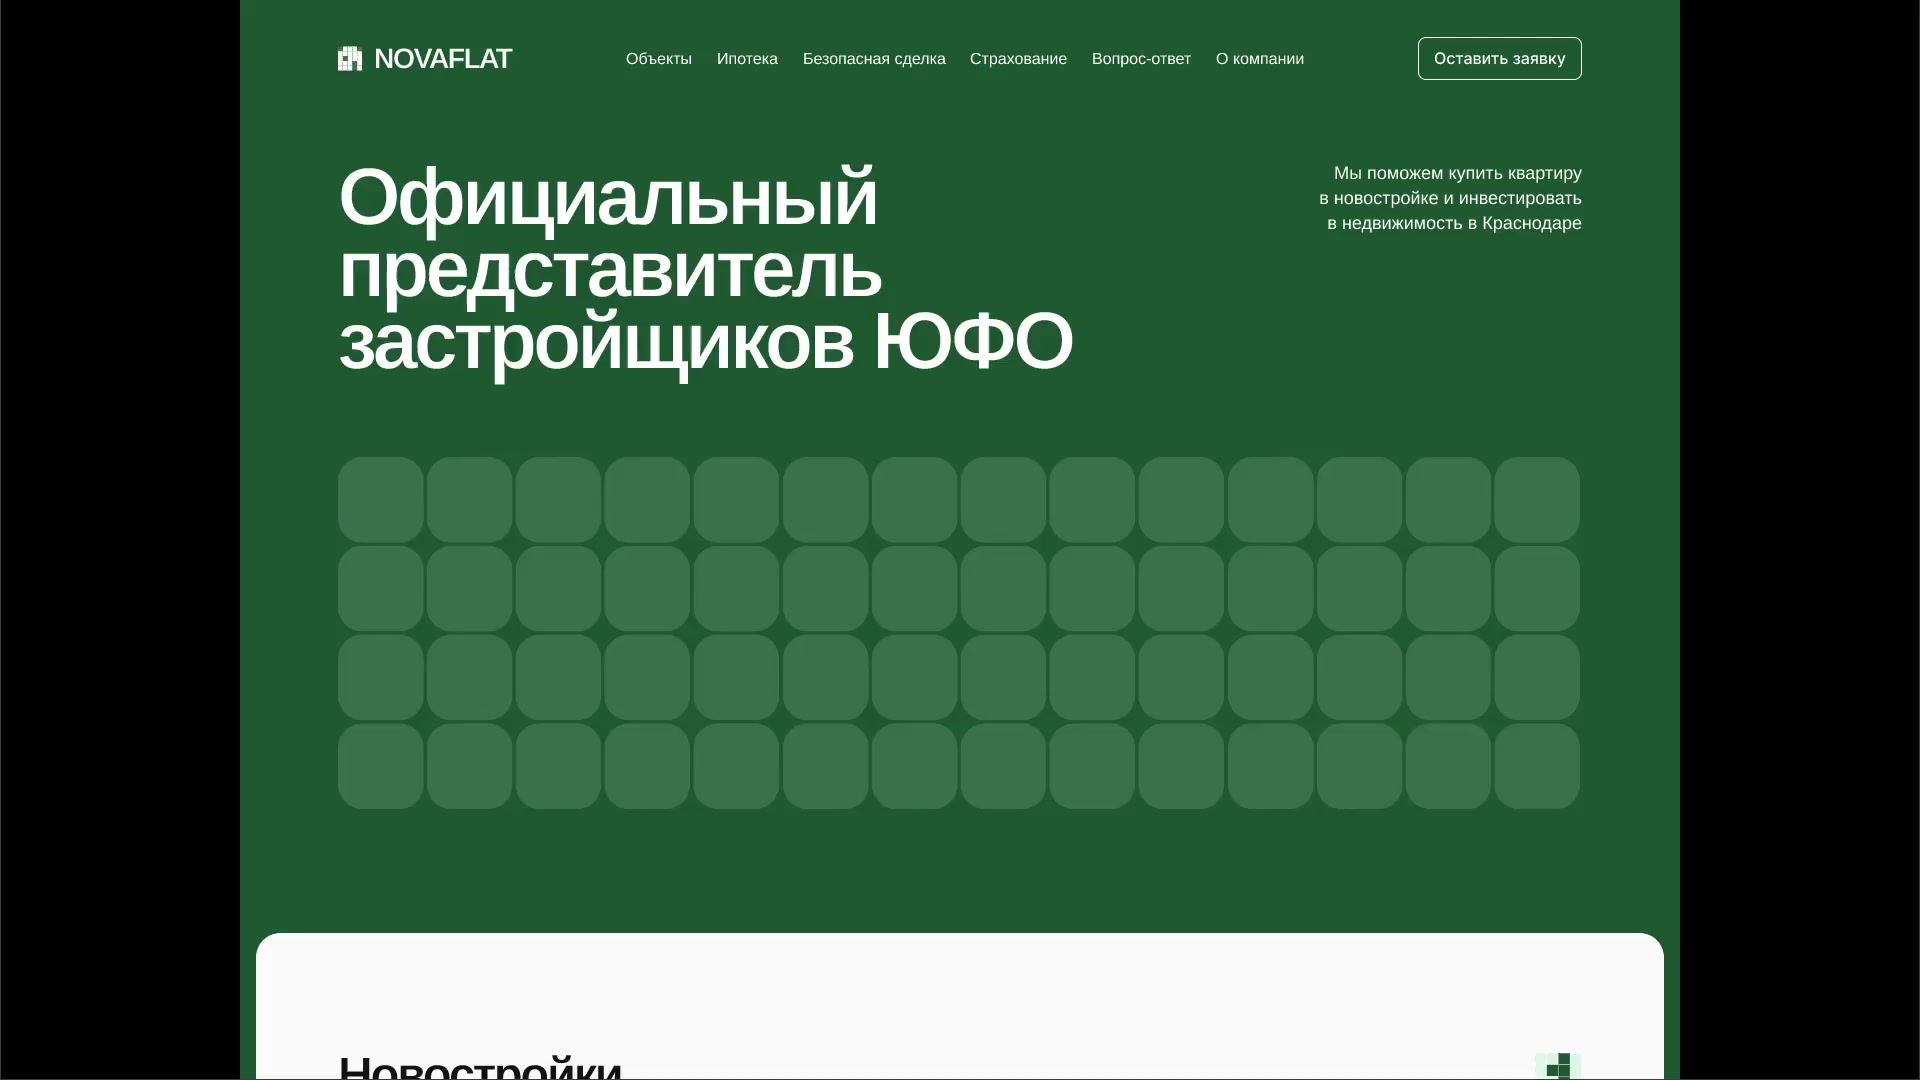 NOVAFLAT
Объекты Ипотека Безопасная сделка Страхование Вопрос-ответ О компании
Оставить заявку
Официальный
представитель
застройщиков ЮФО
Мы поможем купить квартиру
в новостройке и инвестировать
в недвижимость в Краснодаре
Новостройки